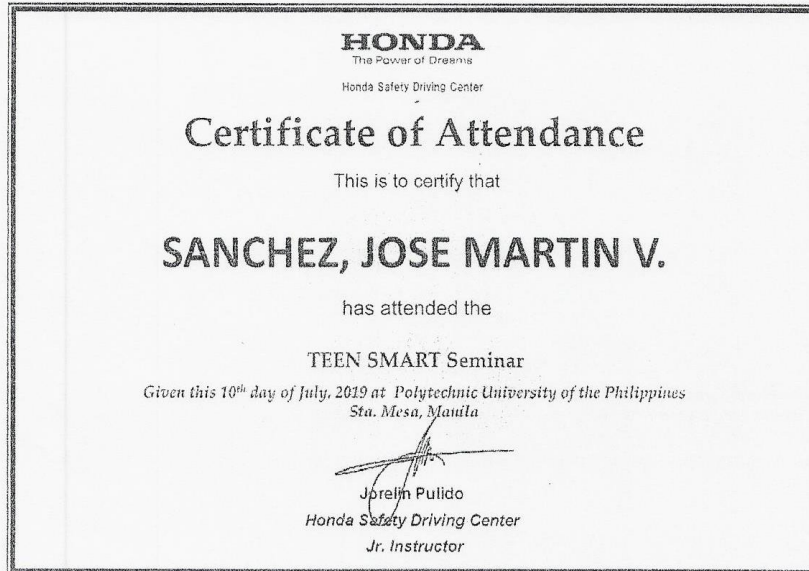 HONDA
The Power of Dreams
Honda Safety Driving Center
Certificate of Attendance
This is to certify that
SANCHEZ, JOSE MARTIN V.
has attended the
TEEN SMART Seminar
Given this 10th day of July, 2019 at Polytechnic University of the Philippines
Sta. Mesa, Manila
Jorelin Pulido
Honda Safety Driving Center
Jr. Instructor